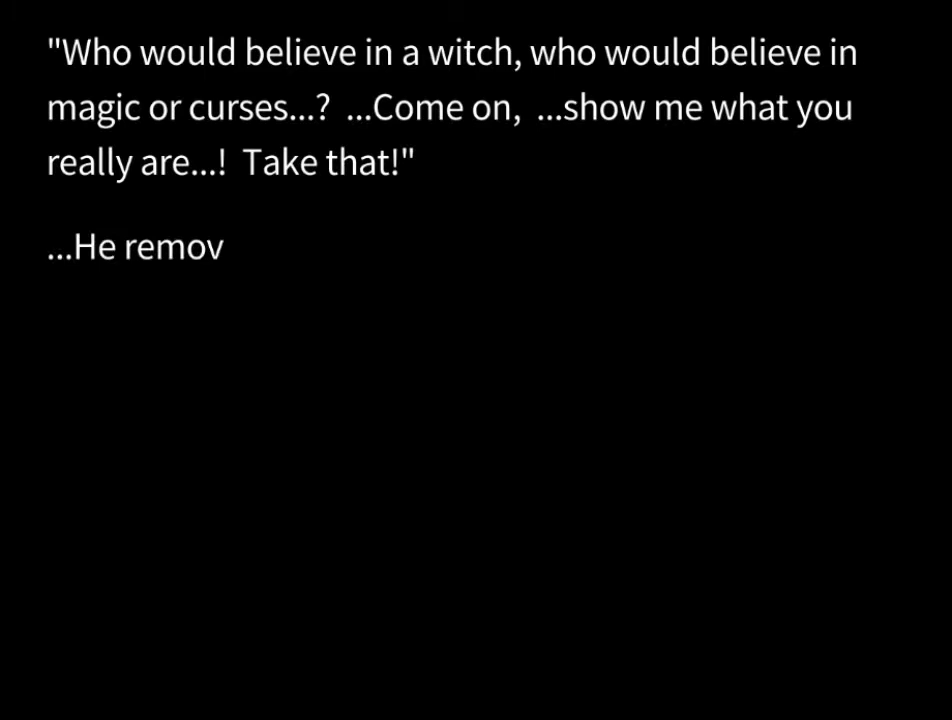 "Who would believe in a witch, who would believe in
magic or curses...?  ...Come on,  ...show me what you
really are...!  Take that!"
...He remov